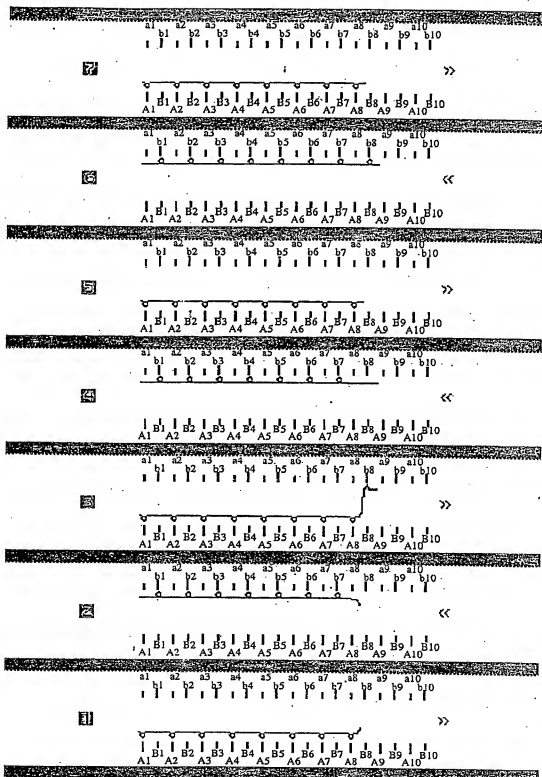 a1 a2 a3 a4 a5 a6 a7 a8 a9 a10
b1 b2 b3 b4 b5 b6 b7 b8 b9 b10
7 >>
B1 B2 B3 B4 B5 B6 B7 B8 B9 B10
A1 A2 A3 A4 A5 A6 A7 A8 A9 A10
a1 a2 a3 a4 a5 a6 a7 a8 a9 a10
b1 b2 b3 b4 b5 b6 b7 b8 b9 b10
6 <<
B1 B2 B3 B4 B5 B6 B7 B8 B9 B10
A1 A2 A3 A4 A5 A6 A7 A8 A9 A10
a1 a2 a3 a4 a5 a6 a7 a8 a9 a10
b1 b2 b3 b4 b5 b6 b7 b8 b9 b10
5 >>
B1 B2 B3 B4 B5 B6 B7 B8 B9 B10
A1 A2 A3 A4 A5 A6 A7 A8 A9 A10
a1 a2 a3 a4 a5 a6 a7 a8 a9 a10
b1 b2 b3 b4 b5 b6 b7 b8 b9 b10
4 <<
B1 B2 B3 B4 B5 B6 B7 B8 B9 B10
A1 A2 A3 A4 A5 A6 A7 A8 A9 A10
a1 a2 a3 a4 a5 a6 a7 a8 a9 a10
b1 b2 b3 b4 b5 b6 b7 b8 b9 b10
3 >>
B1 B2 B3 B4 B5 B6 B7 B8 B9 B10
A1 A2 A3 A4 A5 A6 A7 A8 A9 A10
a1 a2 a3 a4 a5 a6 a7 a8 a9 a10
b1 b2 b3 b4 b5 b6 b7 b8 b9 b10
2 <<
B1 B2 B3 B4 B5 B6 B7 B8 B9 B10
A1 A2 A3 A4 A5 A6 A7 A8 A9 A10
a1 a2 a3 a4 a5 a6 a7 a8 a9 a10
b1 b2 b3 b4 b5 b6 b7 b8 b9 b10
1 >>
B1 B2 B3 B4 B5 B6 B7 B8 B9 B10
A1 A2 A3 A4 A5 A6 A7 A8 A9 A10